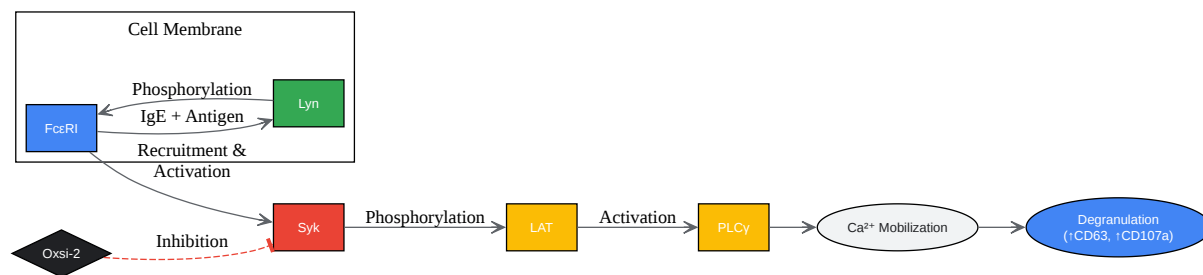 Cell Membrane
Phosphorylation
Lyn
FcεRI
IgE + Antigen
Recruitment &
Activation
Syk
Phosphorylation
LAT
Activation
PLCγ
Ca²⁺ Mobilization
Degranulation
(↑CD63, ↑CD107a)
Oxsi-2
Inhibition